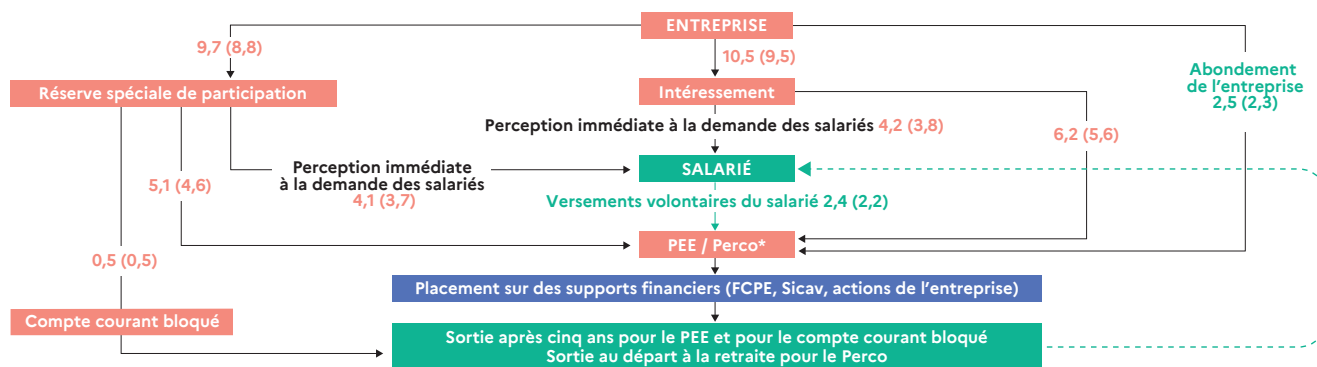 ENTREPRISE
9,7 (8,8)
10,5 (9,5)
Abondement
de l'entreprise
2,5 (2,3)
Réserve spéciale de participation
Intéressement
Perception immédiate à la demande des salariés 4,2 (3,8)
6,2 (5,6)
Perception immédiate
à la demande des salariés
4,1 (3,7)
SALARIÉ
5,1 (4,6)
Versements volontaires du salarié 2,4 (2,2)
PEE / Perco*
0,5 (0,5)
Placement sur des supports financiers (FCPE, Sicav, actions de l'entreprise)
Compte courant bloqué
Sortie après cinq ans pour le PEE et pour le compte courant bloqué
Sortie au départ à la retraite pour le Perco